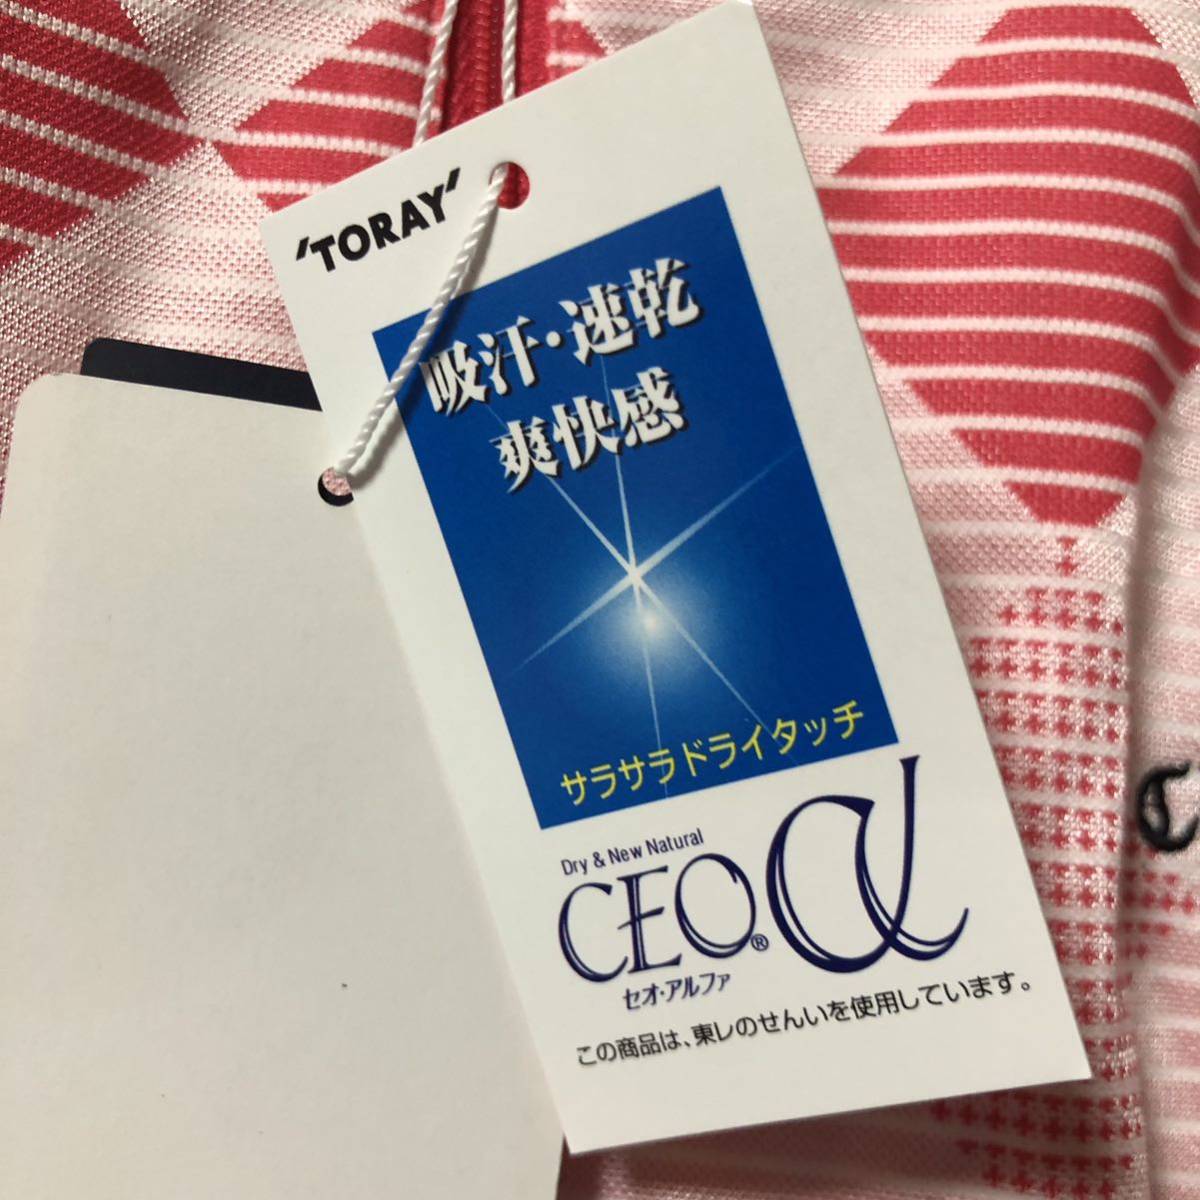 'TORAY'
吸汗・速乾
爽快感
サラサラドライタッチ
Dry & New Natural
CEO® α
セオ・アルファ
この商品は、東レのせんいを使用しています。